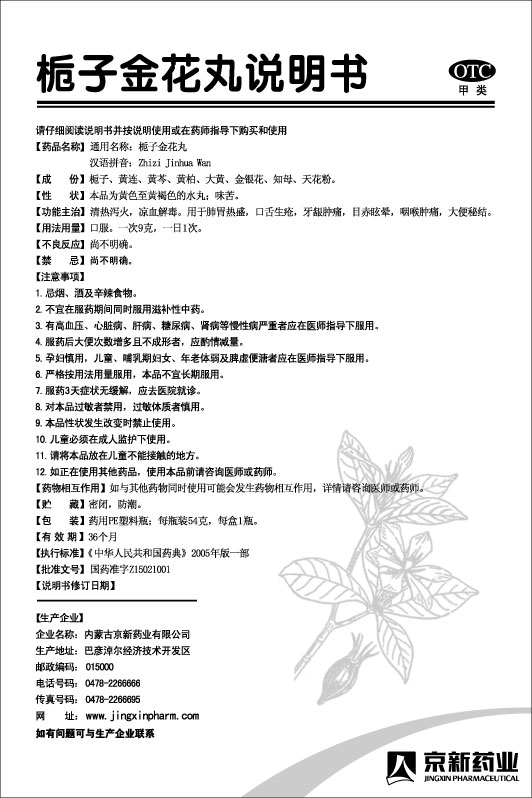 栀子金花丸说明书
OTC
甲类
请仔细阅读说明书并按说明使用或在药师指导下购买和使用
【药品名称】通用名称：栀子金花丸
汉语拼音：Zhizi Jinhua Wan
【成　　份】栀子、黄连、黄芩、黄柏、大黄、金银花、知母、天花粉。
【性　　状】本品为黄色至黄褐色的水丸；味苦。
【功能主治】清热泻火，凉血解毒。用于肺胃热盛，口舌生疮，牙龈肿痛，目赤眩晕，咽喉肿痛，大便秘结。
【用法用量】口服。一次9克，一日1次。
【不良反应】尚不明确。
【禁　　忌】尚不明确。
【注意事项】
1. 忌烟、酒及辛辣食物。
2. 不宜在服药期间同时服用滋补性中药。
3. 有高血压、心脏病、肝病、糖尿病、肾病等慢性病严重者应在医师指导下服用。
4. 服药后大便次数增多且不成形者，应酌情减量。
5. 孕妇慎用，儿童、哺乳期妇女、年老体弱及脾虚便溏者应在医师指导下服用。
6. 严格按用法用量服用，本品不宜长期服用。
7. 服药3天症状无缓解，应去医院就诊。
8. 对本品过敏者禁用，过敏体质者慎用。
9. 本品性状发生改变时禁止使用。
10. 儿童必须在成人监护下使用。
11. 请将本品放在儿童不能接触的地方。
12. 如正在使用其他药品，使用本品前请咨询医师或药师。
【药物相互作用】如与其他药物同时使用可能会发生药物相互作用，详情请咨询医师或药师。
【贮　　藏】密闭，防潮。
【包　　装】药用PE塑料瓶；每瓶装54克，每盒1瓶。
【有 效 期】36个月
【执行标准】《中华人民共和国药典》2005年版一部
【批准文号】国药准字Z15021001
【说明书修订日期】
【生产企业】
企业名称：内蒙古京新药业有限公司
生产地址：巴彦淖尔经济技术开发区
邮政编码：015000
电话号码：0478-2266666
传真号码：0478-2266695
网　　址：www.jingxinpharm.com
如有问题可与生产企业联系
京新药业
JINGXIN PHARMACEUTICAL